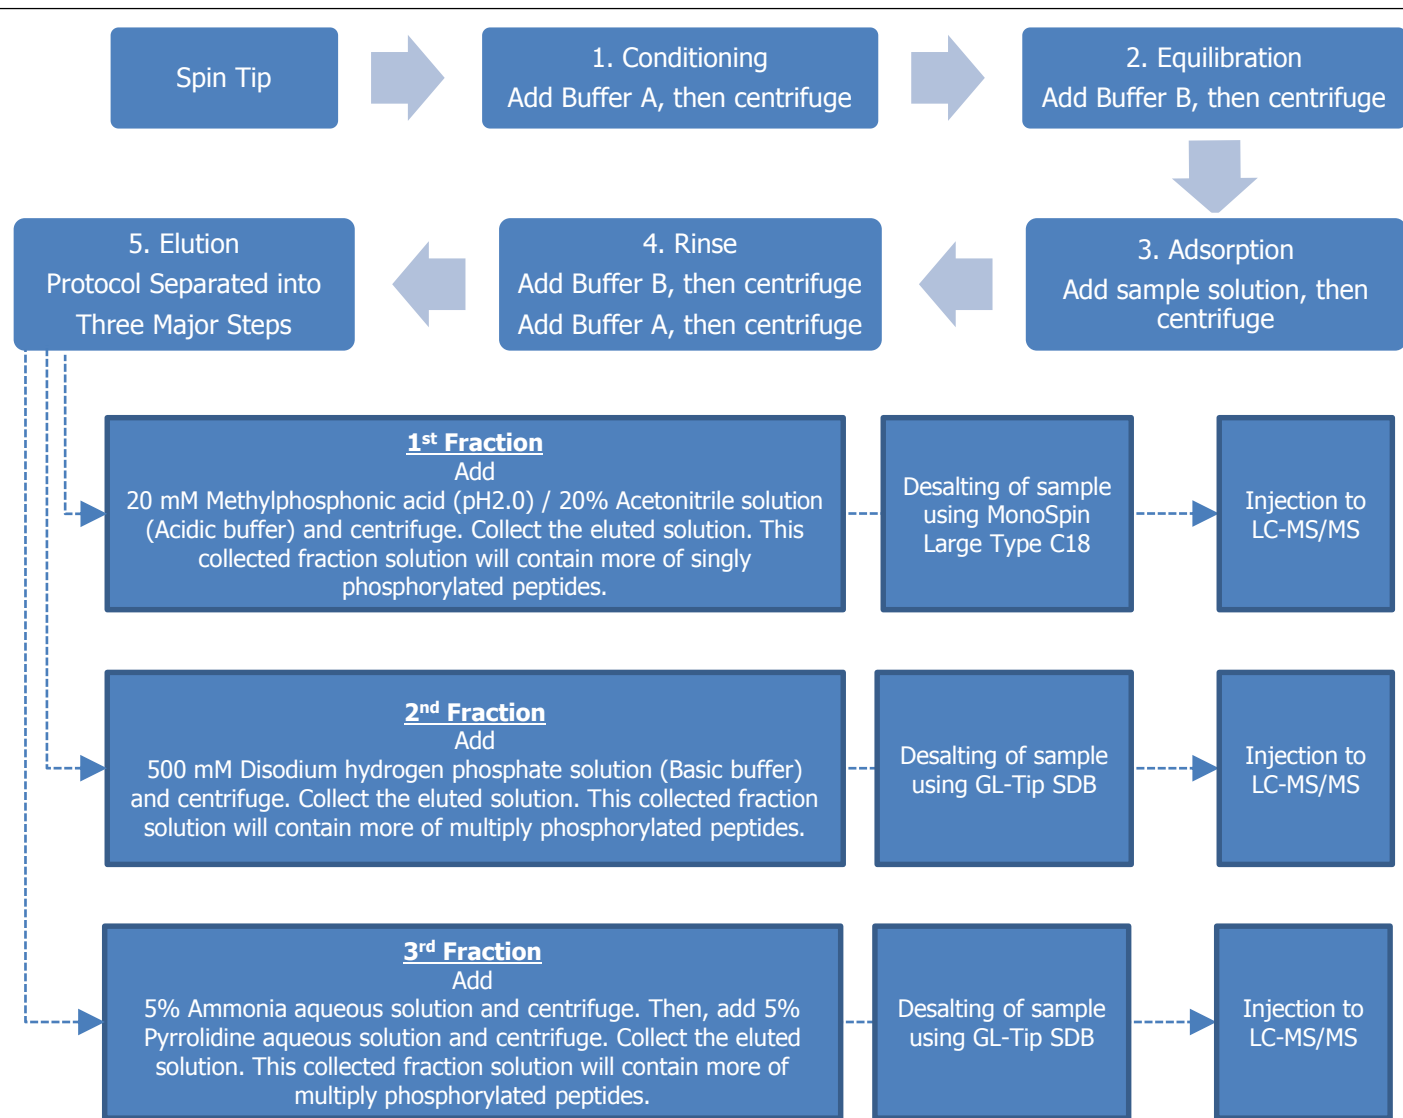 Spin Tip
1. Conditioning
Add Buffer A, then centrifuge
2. Equilibration
Add Buffer B, then centrifuge
3. Adsorption
Add sample solution, then
centrifuge
4. Rinse
Add Buffer B, then centrifuge
Add Buffer A, then centrifuge
5. Elution
Protocol Separated into
Three Major Steps
1st Fraction
Add
20 mM Methylphosphonic acid (pH2.0) / 20% Acetonitrile solution
(Acidic buffer) and centrifuge. Collect the eluted solution. This
collected fraction solution will contain more of singly
phosphorylated peptides.
Desalting of sample
using MonoSpin
Large Type C18
Injection to
LC-MS/MS
2nd Fraction
Add
500 mM Disodium hydrogen phosphate solution (Basic buffer)
and centrifuge. Collect the eluted solution. This collected fraction
solution will contain more of multiply phosphorylated peptides.
Desalting of sample
using GL-Tip SDB
Injection to
LC-MS/MS
3rd Fraction
Add
5% Ammonia aqueous solution and centrifuge. Then, add 5%
Pyrrolidine aqueous solution and centrifuge. Collect the eluted
solution. This collected fraction solution will contain more of
multiply phosphorylated peptides.
Desalting of sample
using GL-Tip SDB
Injection to
LC-MS/MS